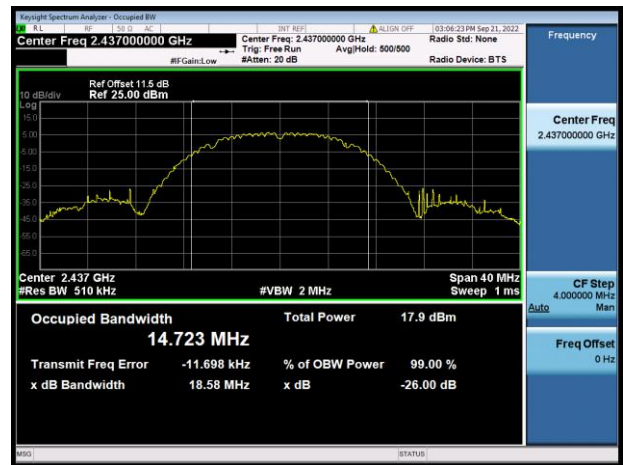 Keysight Spectrum Analyzer - Occupied BW
RL RF 50 Ω AC INT REF ALIGN OFF 03:06:23 PM Sep 21, 2022
Center Freq 2.437000000 GHz Center Freq: 2.437000000 GHz Radio Std: None
Trig: Free Run Avg|Hold: 500/500
#IFGain:Low #Atten: 20 dB Radio Device: BTS
Ref Offset 11.5 dB
10 dB/div Ref 25.00 dBm
Log
15.0
5.00
-5.00
-15.0
-25.0
-35.0
-45.0
-55.0
-65.0
Center 2.437 GHz Span 40 MHz
#Res BW 510 kHz #VBW 2 MHz Sweep 1 ms
Occupied Bandwidth Total Power 17.9 dBm
14.723 MHz
Transmit Freq Error -11.698 kHz % of OBW Power 99.00 %
x dB Bandwidth 18.58 MHz x dB -26.00 dB
Frequency
Center Freq
2.437000000 GHz
CF Step
4.000000 MHz
Auto Man
Freq Offset
0 Hz
MSG STATUS